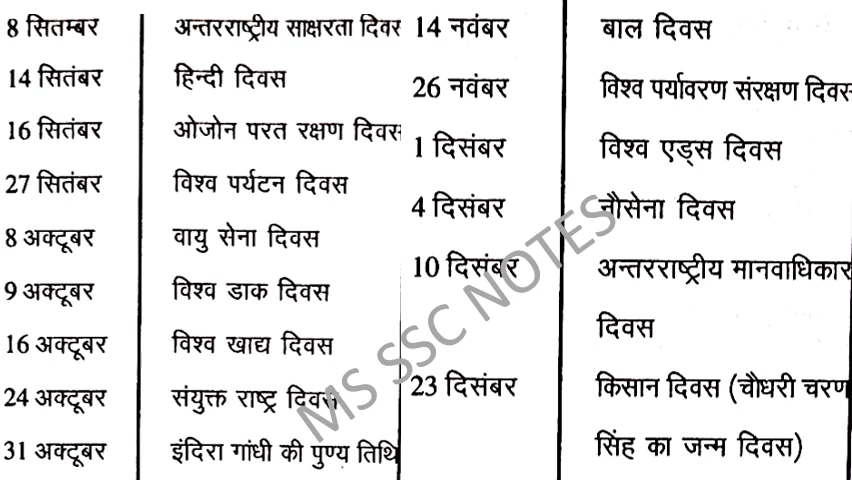 8 सितम्बर अन्तरराष्ट्रीय साक्षरता दिवस
14 सितंबर हिन्दी दिवस
16 सितंबर ओजोन परत रक्षण दिवस
27 सितंबर विश्व पर्यटन दिवस
8 अक्टूबर वायु सेना दिवस
9 अक्टूबर विश्व डाक दिवस
16 अक्टूबर विश्व खाद्य दिवस
24 अक्टूबर संयुक्त राष्ट्र दिवस
31 अक्टूबर इंदिरा गांधी की पुण्य तिथि
14 नवंबर बाल दिवस
26 नवंबर विश्व पर्यावरण संरक्षण दिवस
1 दिसंबर विश्व एड्स दिवस
4 दिसंबर नौसेना दिवस
10 दिसंबर अन्तरराष्ट्रीय मानवाधिकार
दिवस
23 दिसंबर किसान दिवस (चौधरी चरण
सिंह का जन्म दिवस)
MS SSC NOTES